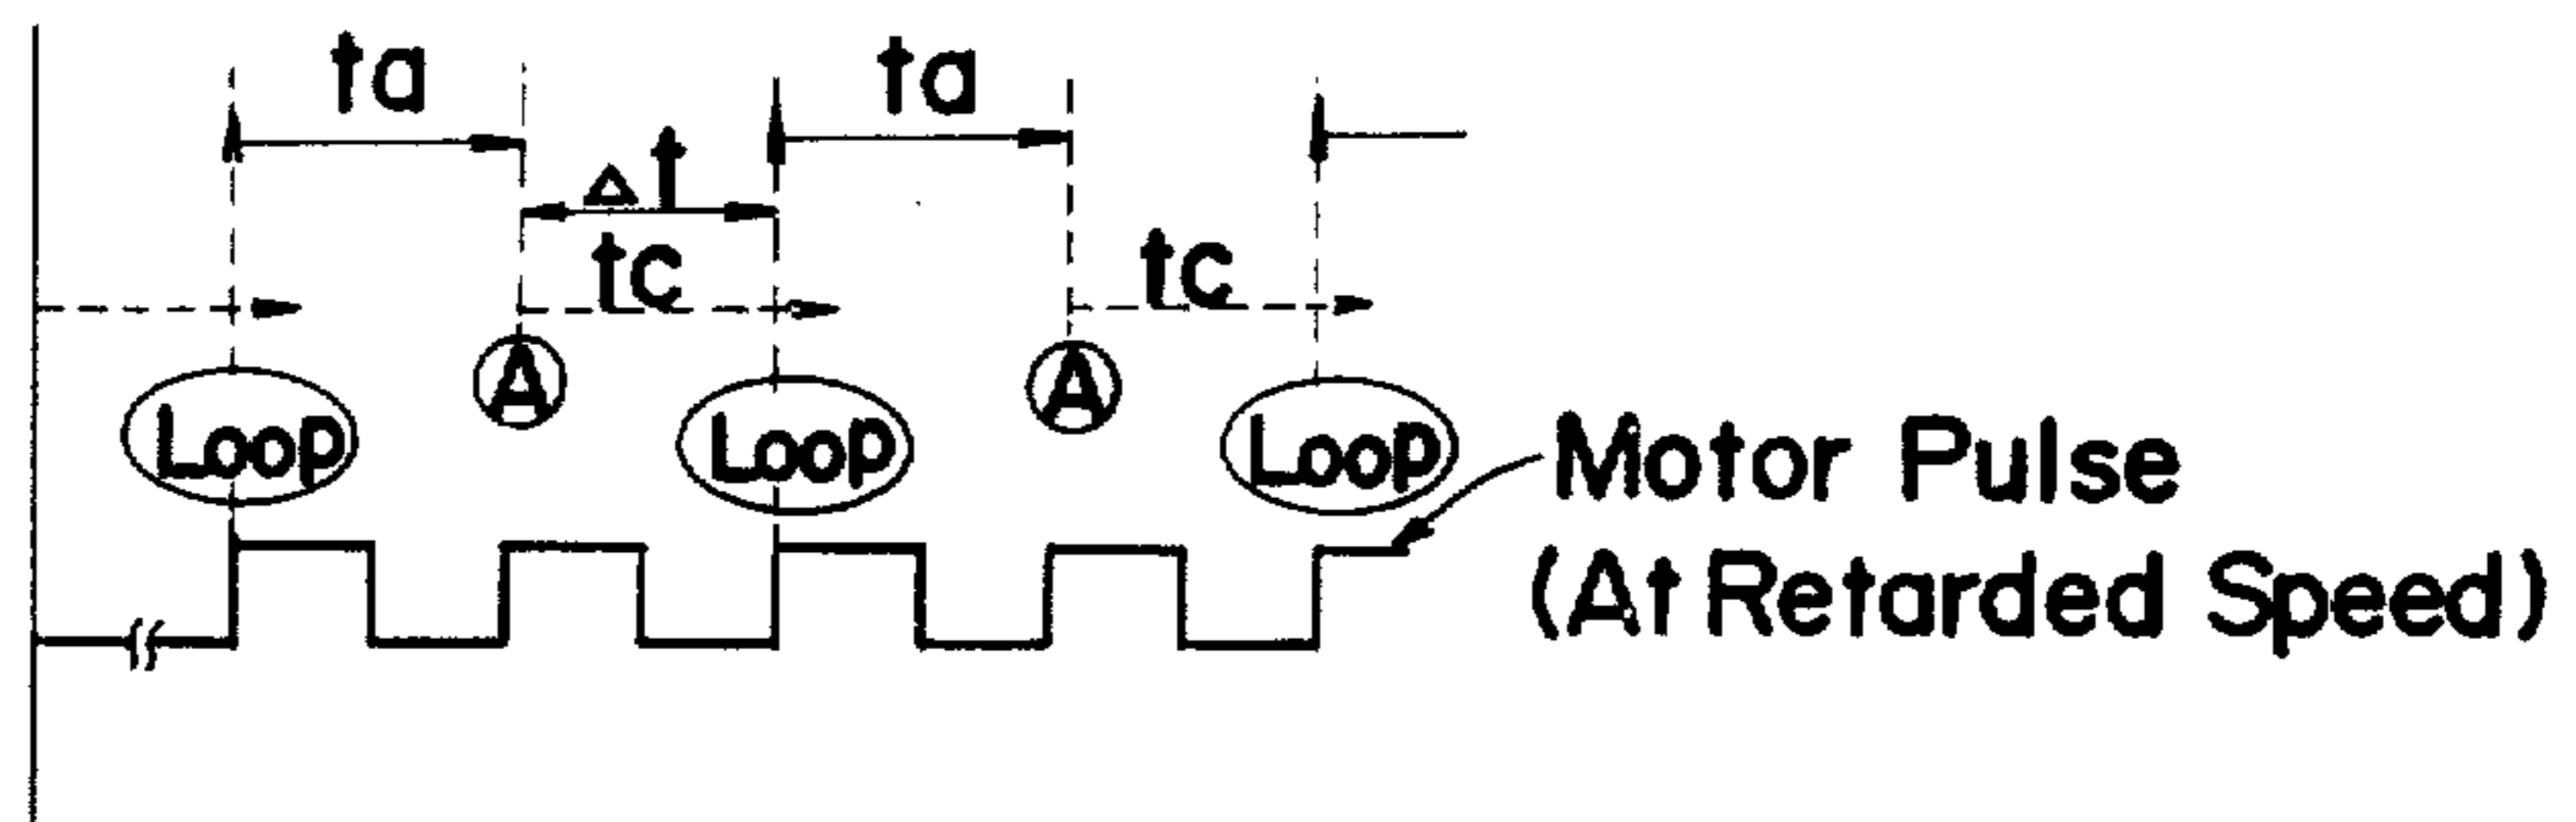 ta ta
Δt
tc tc
A A
Loop Loop Loop
Motor Pulse
(At Retarded Speed)